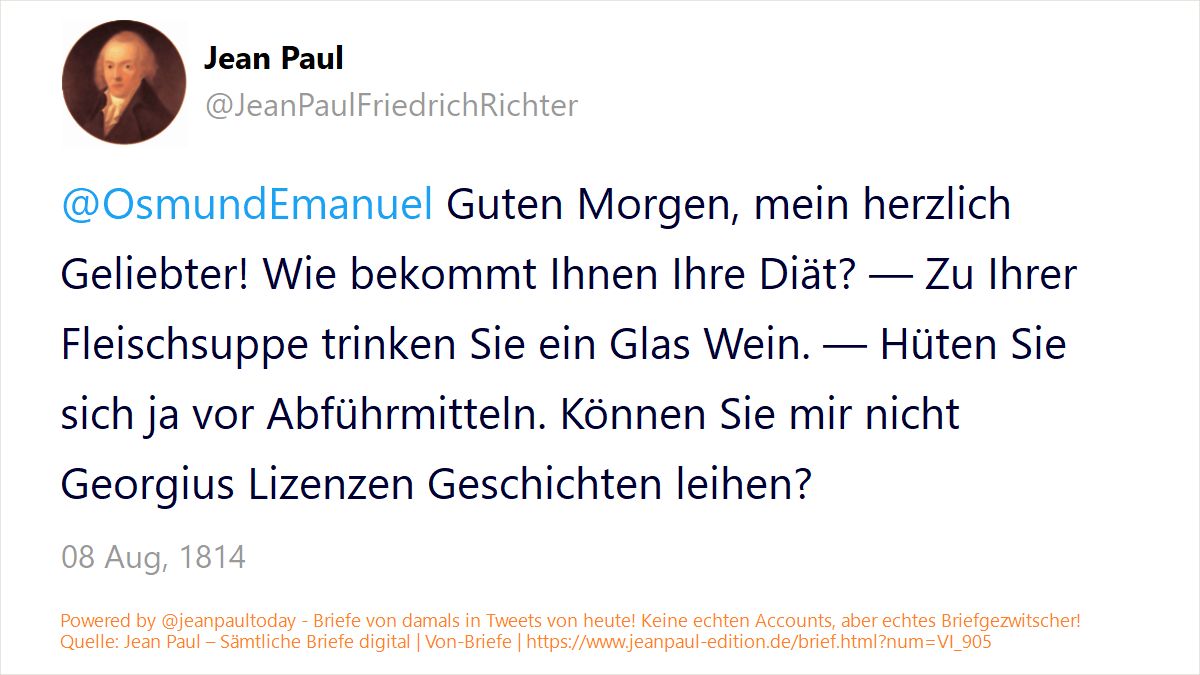 Jean Paul
@JeanPaulFriedrichRichter
@OsmundEmanuel Guten Morgen, mein herzlich
Geliebter! Wie bekommt Ihnen Ihre Diät? — Zu Ihrer
Fleischsuppe trinken Sie ein Glas Wein. — Hüten Sie
sich ja vor Abführmitteln. Können Sie mir nicht
Georgius Lizenzen Geschichten leihen?
08 Aug, 1814
Powered by @jeanpaultoday - Briefe von damals in Tweets von heute! Keine echten Accounts, aber echtes Briefgezwitscher!
Quelle: Jean Paul – Sämtliche Briefe digital | Von-Briefe | https://www.jeanpaul-edition.de/brief.html?num=VI_905